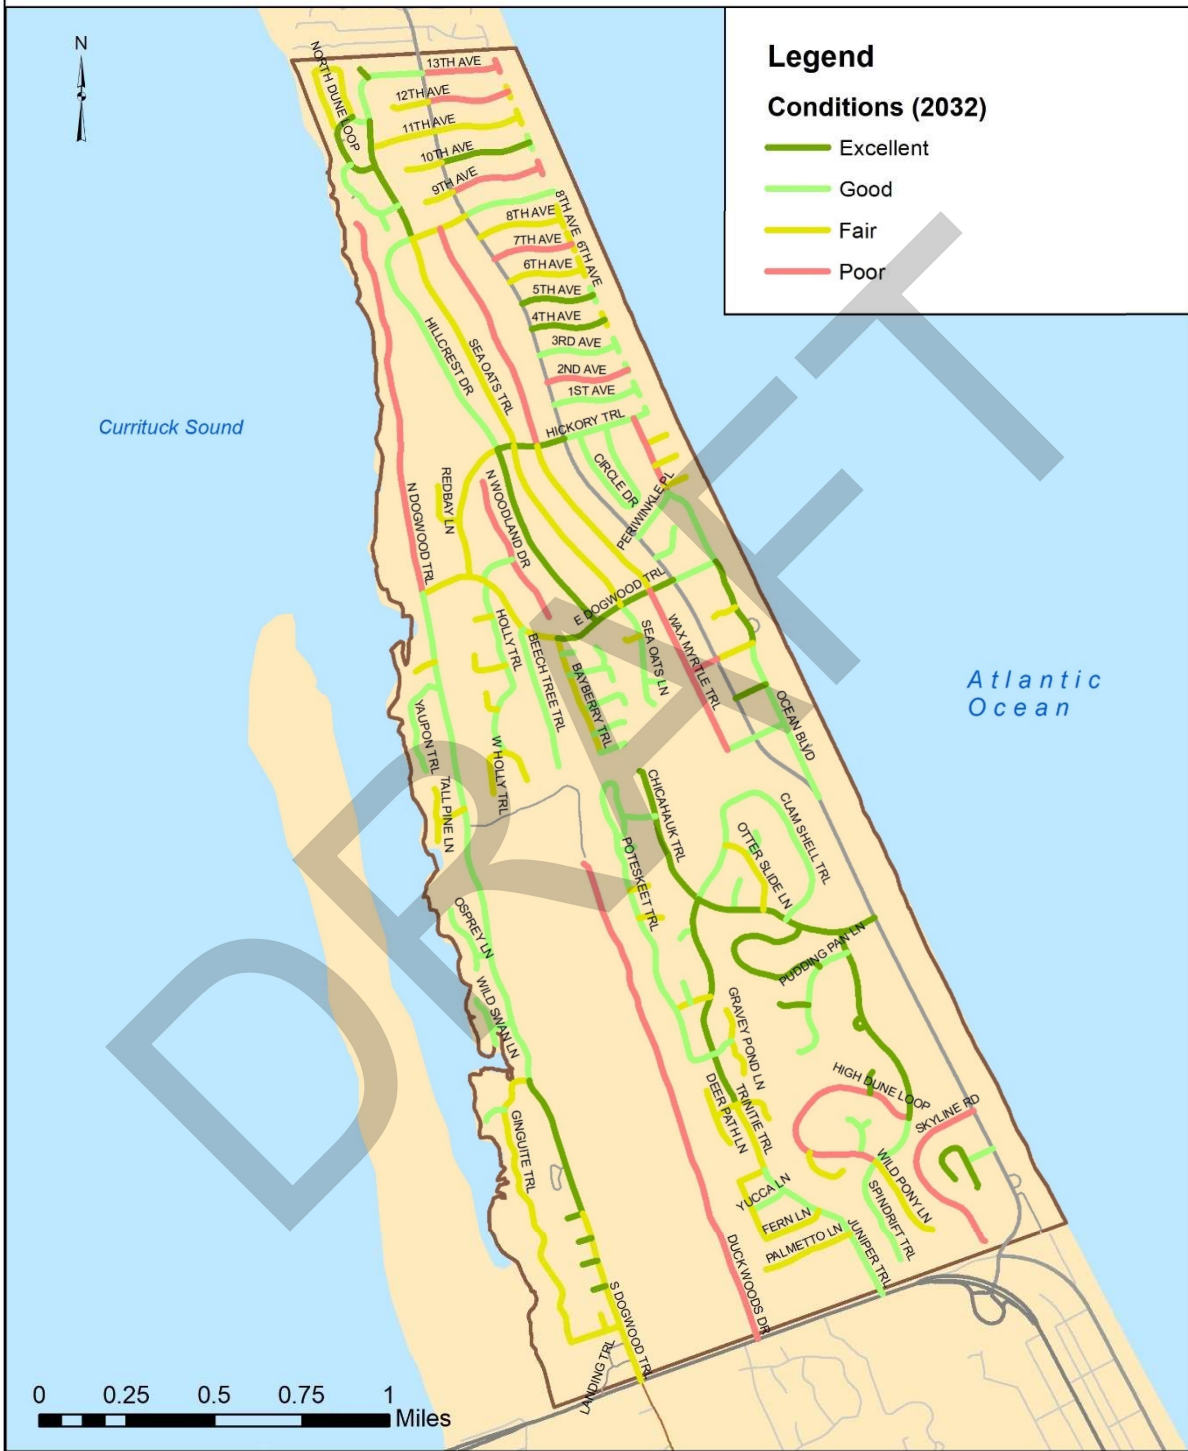 Legend
Conditions (2032)
Excellent
Good
Fair
Poor
N
NORTH DUNE LOOP
13TH AVE
12TH AVE
11TH AVE
10TH AVE
9TH AVE
8TH AVE
8TH AVE
7TH AVE
6TH AVE
6TH AVE
5TH AVE
4TH AVE
3RD AVE
2ND AVE
1ST AVE
HILLCREST DR
SEA OATS TRL
HICKORY TRL
Currituck Sound
CIRCLE DR
REDBAY LN
N WOODLAND DR
N DOGWOOD TRL
PERIWINKLE PL
E DOGWOOD TRL
HOLLY TRL
BEECH TREE TRL
BAYBERRY TRL
SEA OATS LN
WAX MYRTLE TRL
Atlantic
Ocean
OCEAN BLVD
YAUPON TRL
W HOLLY TRL
TALL PINE LN
CHICAHAUK TRL
CLAM SHELL TRL
OTTER SLIDE LN
POTESKEET TRL
OSPREY LN
PUDDING PAN LN
WILD SWAN LN
GRAVEY POND LN
HIGH DUNE LOOP
SKYLINE RD
DEER PATH LN
TRINITIE TRL
GINGUITE TRL
WILD PONY LN
YUCCA LN
SPINDRIFT TRL
FERN LN
PALMETTO LN
JUNIPER TRL
DUCK WOODS DR
S DOGWOOD TRL
LANDING TRL
0 0.25 0.5 0.75 1
Miles
DRAFT